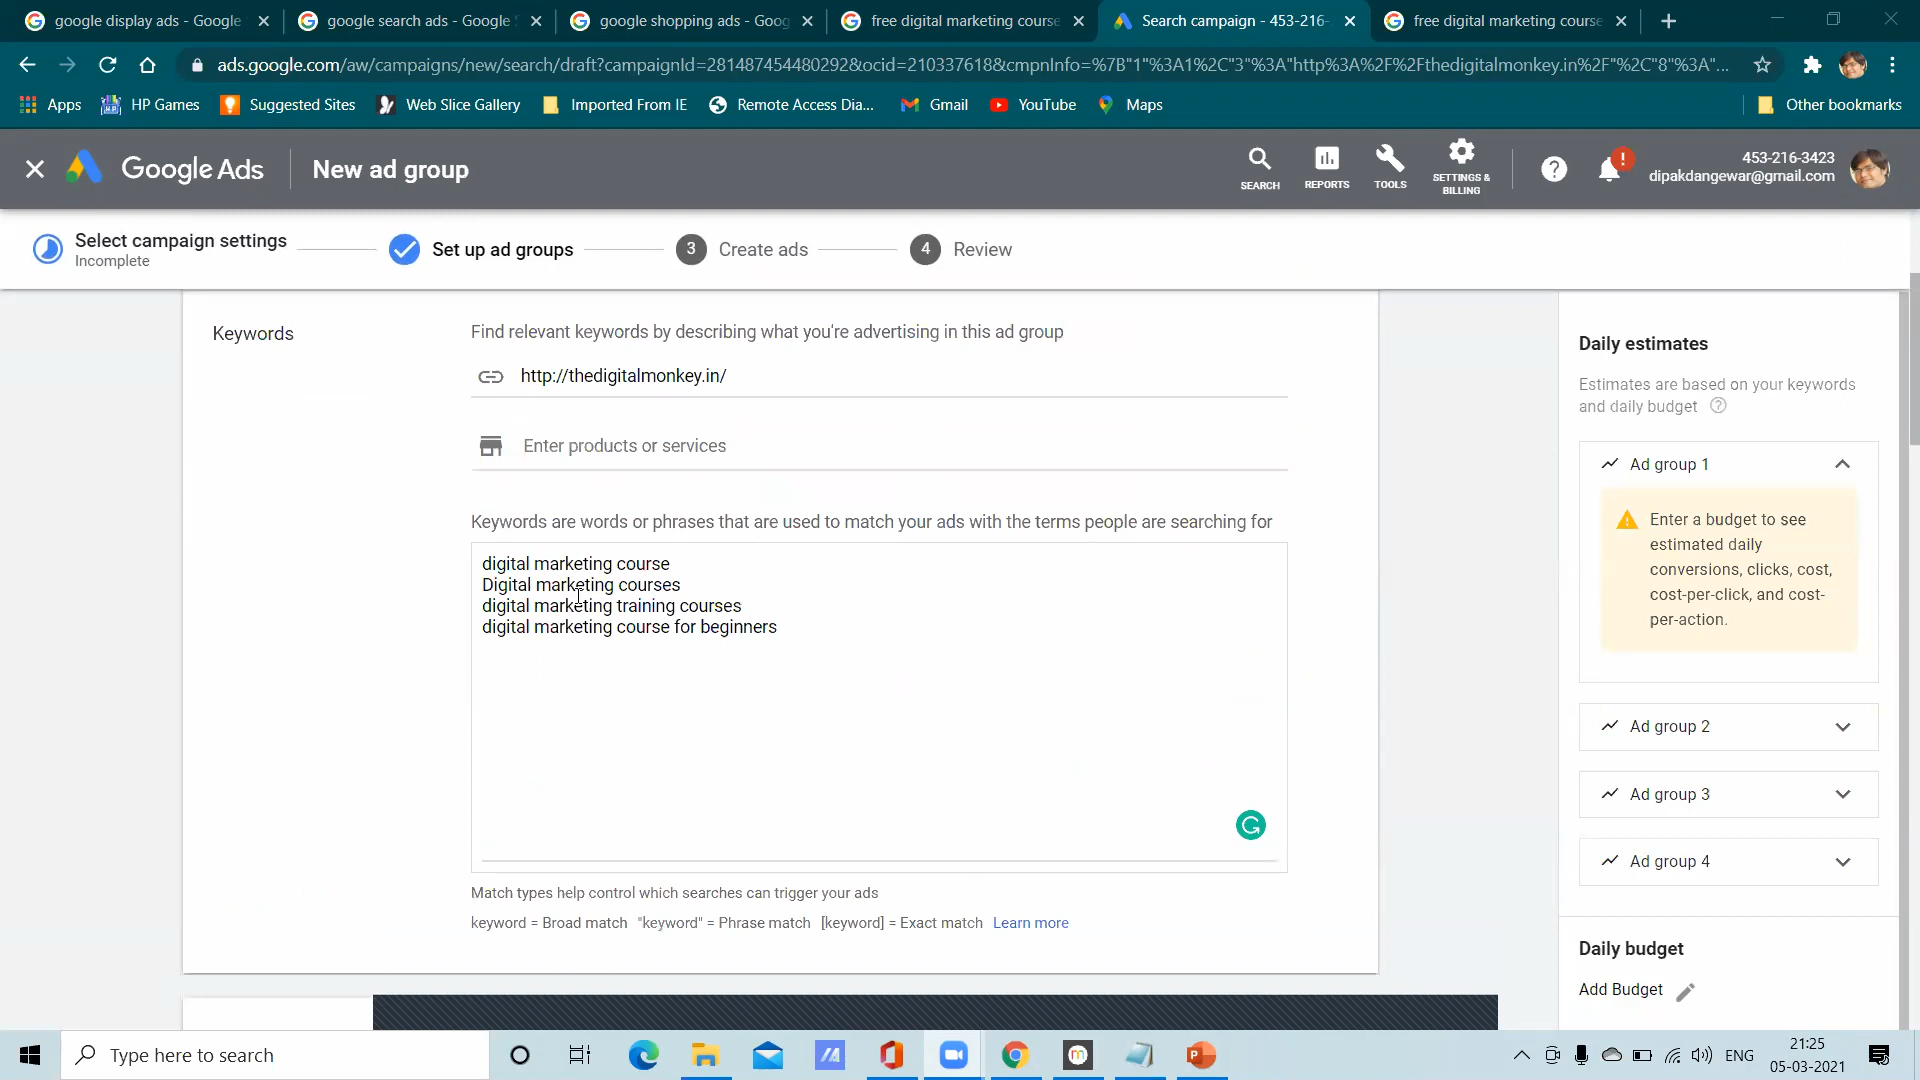 google display ads - Google
google search ads - Google
google shopping ads - Goog
free digital marketing course
Search campaign - 453-216-
free digital marketing course
ads.google.com/aw/campaigns/new/search/draft?campaignId=281487454480292&ocid=210337618&cmpnInfo=%7B"1"%3A1%2C"3"%3A"http%3A%2F%2Fthedigitalmonkey.in%2F"%2C"8"%3A"...
Apps
HP Games
Suggested Sites
Web Slice Gallery
Imported From IE
Remote Access Dia...
Gmail
YouTube
Maps
Other bookmarks
Google Ads
New ad group
SEARCH
REPORTS
TOOLS
SETTINGS &
BILLING
453-216-3423
dipakdangewar@gmail.com
Select campaign settings
Incomplete
Set up ad groups
3 Create ads
4 Review
Keywords
Find relevant keywords by describing what you're advertising in this ad group
http://thedigitalmonkey.in/
Enter products or services
Keywords are words or phrases that are used to match your ads with the terms people are searching for
digital marketing course
Digital marketing courses
digital marketing training courses
digital marketing course for beginners
Match types help control which searches can trigger your ads
keyword = Broad match "keyword" = Phrase match [keyword] = Exact match Learn more
Daily estimates
Estimates are based on your keywords
and daily budget
Ad group 1
Enter a budget to see
estimated daily
conversions, clicks, cost,
cost-per-click, and cost-
per-action.
Ad group 2
Ad group 3
Ad group 4
Daily budget
Add Budget
Type here to search
ENG
21:25
05-03-2021